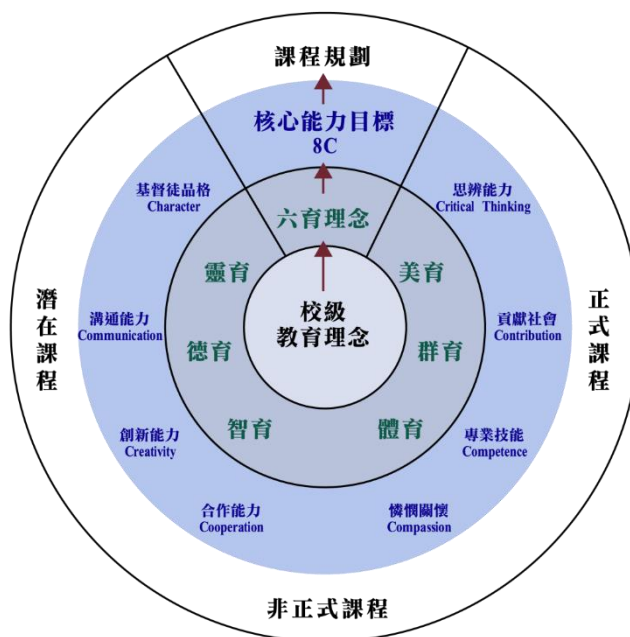 課程規劃
核心能力目標
8C
基督徒品格
Character
思辨能力
Critical Thinking
六育理念
靈育
美育
校級
教育理念
潛在課程
正式課程
溝通能力
Communication
貢獻社會
Contribution
德育
群育
智育
體育
創新能力
Creativity
專業技能
Competence
合作能力
Cooperation
憐憫關懷
Compassion
非正式課程